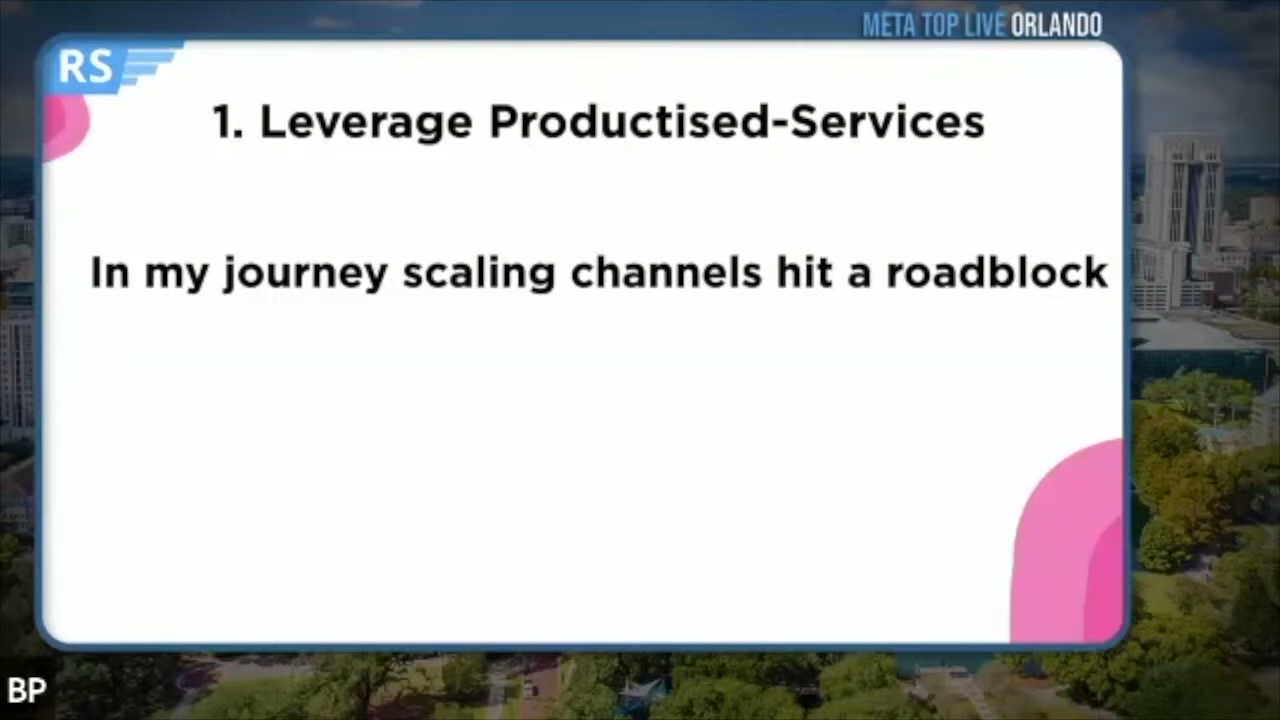 META TOP LIVE ORLANDO
RS
1. Leverage Productised-Services
In my journey scaling channels hit a roadblock
BP